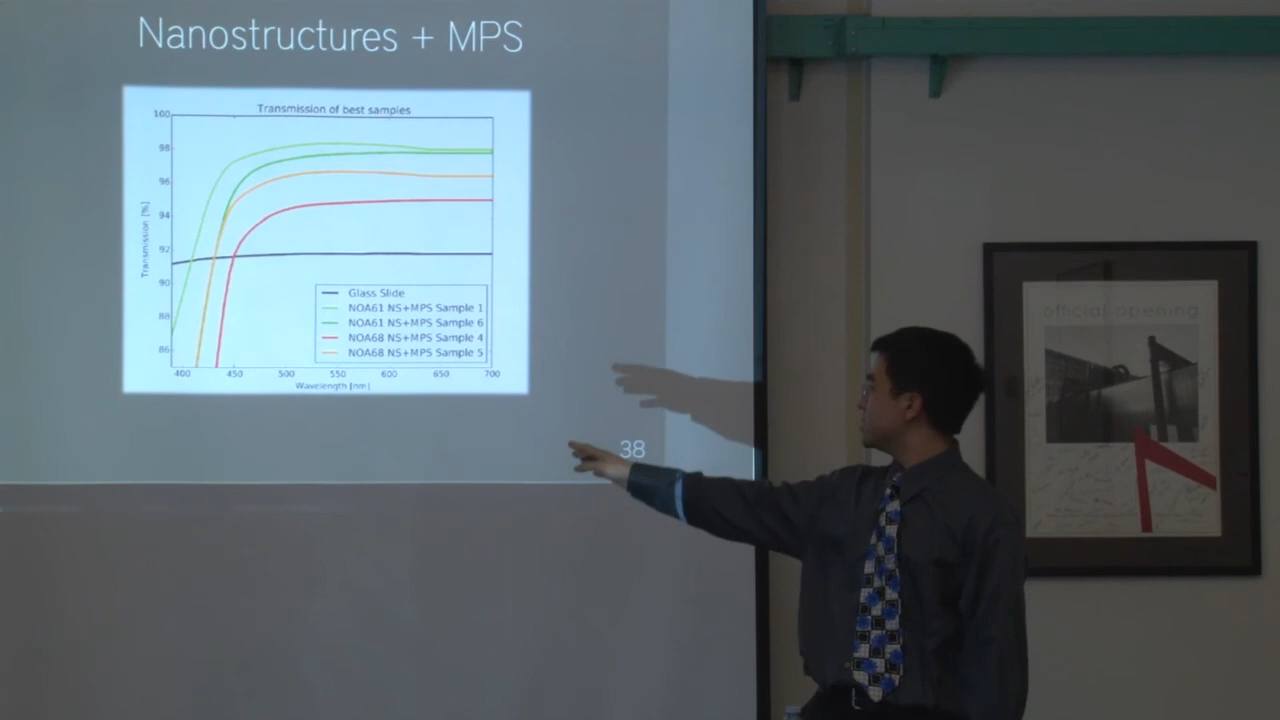 Nanostructures + MPS
Transmission of best samples
100
98
96
94
92
90
88
86
Transmission [%]
Glass Slide
NOA61 NS+MPS Sample 1
NOA61 NS+MPS Sample 6
NOA68 NS+MPS Sample 4
NOA68 NS+MPS Sample 5
400 450 500 550 600 650 700
Wavelength [nm]
38
official opening